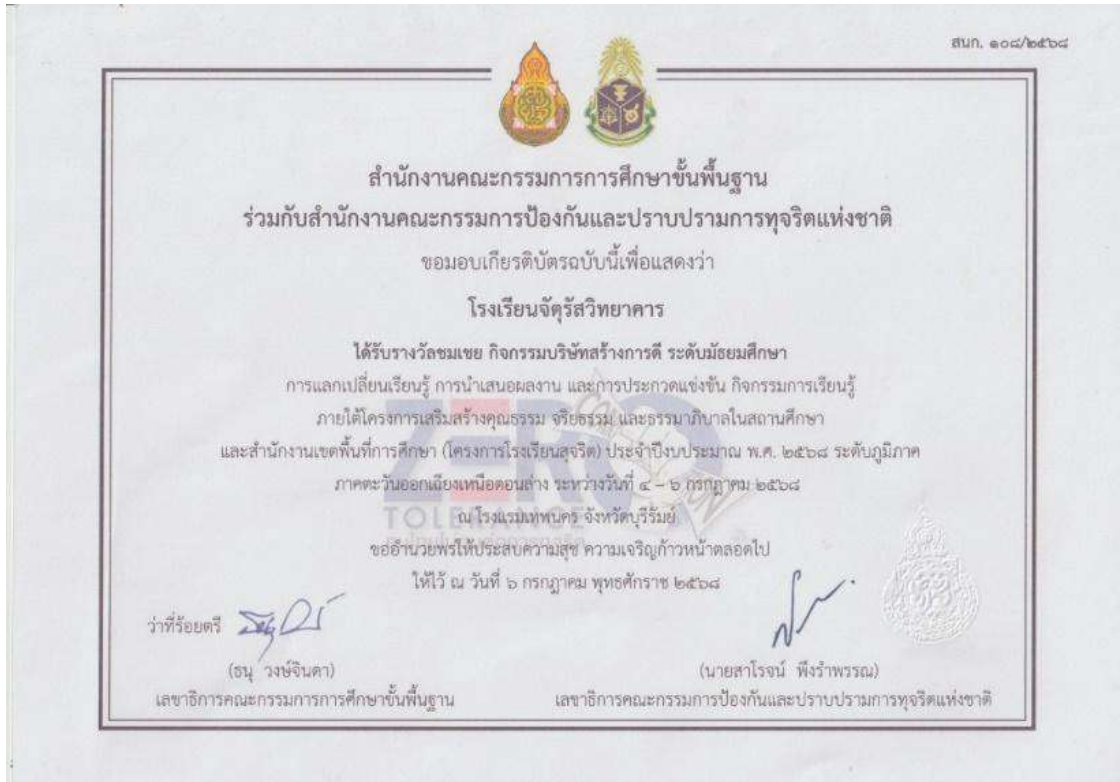 สนก. ๑๐๘/๒๕๖๘
สำนักงานคณะกรรมการการศึกษาขั้นพื้นฐาน
ร่วมกับสำนักงานคณะกรรมการป้องกันและปราบปรามการทุจริตแห่งชาติ
ขอมอบเกียรติบัตรฉบับนี้เพื่อแสดงว่า
โรงเรียนจัตุรัสวิทยาคาร
ได้รับรางวัลชมเชย กิจกรรมบริษัทสร้างการดี ระดับมัธยมศึกษา
การแลกเปลี่ยนเรียนรู้ การนำเสนอผลงาน และการประกวดแข่งขัน กิจกรรมการเรียนรู้
ภายใต้โครงการเสริมสร้างคุณธรรม จริยธรรม และธรรมาภิบาลในสถานศึกษา
และสำนักงานเขตพื้นที่การศึกษา (โครงการโรงเรียนสุจริต) ประจำปีงบประมาณ พ.ศ. ๒๕๖๘ ระดับภูมิภาค
ภาคตะวันออกเฉียงเหนือตอนล่าง ระหว่างวันที่ ๔ – ๖ กรกฎาคม ๒๕๖๘
ณ โรงแรมเทพนคร จังหวัดบุรีรัมย์
ขออำนวยพรให้ประสบความสุข ความเจริญก้าวหน้าตลอดไป
ให้ไว้ ณ วันที่ ๖ กรกฎาคม พุทธศักราช ๒๕๖๘
ZERO
TOLERANCE
ว่าที่ร้อยตรี
(ธนุ วงษ์จินดา)
เลขาธิการคณะกรรมการการศึกษาขั้นพื้นฐาน
(นายสาโรจน์ พึงรำพรรณ)
เลขาธิการคณะกรรมการป้องกันและปราบปรามการทุจริตแห่งชาติ